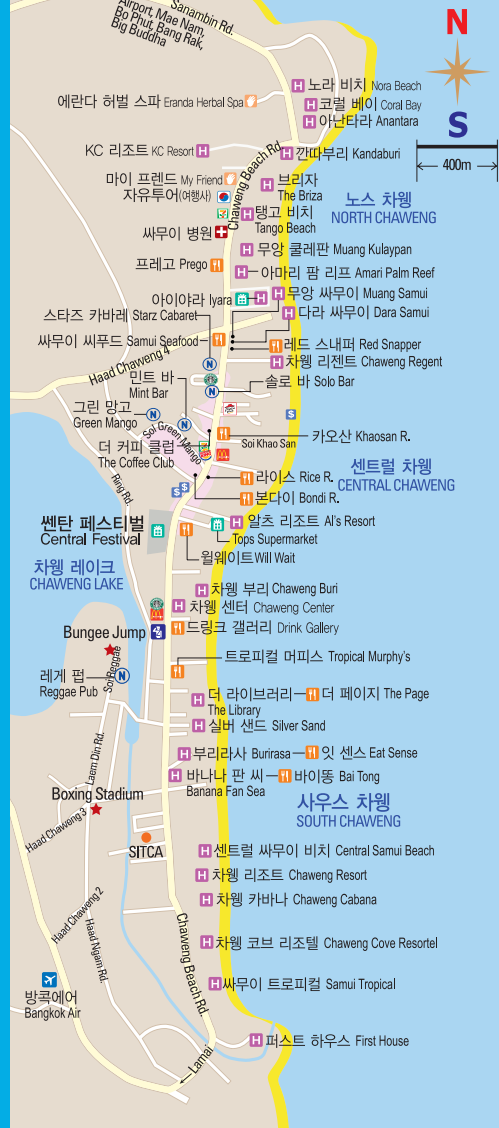 Sanambin Rd.
Airport, Mae Nam,
Bo Phut, Bang Rak,
Big Buddha
N
S
400m
노라 비치 Nora Beach
에란다 허벌 스파 Eranda Herbal Spa
코럴 베이 Coral Bay
아난타라 Anantara
KC 리조트 KC Resort
Chaweng Beach Rd.
깐따부리 Kandaburi
마이 프렌드 My Friend
브리자
The Briza
자유투어(여행사)
노스 차웽
NORTH CHAWENG
탱고 비치
Tango Beach
싸무이 병원
무앙 쿨레판 Muang Kulaypan
프레고 Prego
아마리 팜 리프 Amari Palm Reef
아이야라 Iyara
무앙 싸무이 Muang Samui
스타즈 카바레 Starz Cabaret
다라 싸무이 Dara Samui
싸무이 씨푸드 Samui Seafood
레드 스내퍼 Red Snapper
Haad Chaweng 4
차웽 리젠트 Chaweng Regent
민트 바
Mint Bar
솔로 바 Solo Bar
그린 망고
Green Mango
Soi Green Mango
카오산 Khaosan R.
Soi Khao San
더 커피 클럽
The Coffee Club
센트럴 차웽
CENTRAL CHAWENG
라이스 Rice R.
Ring Rd.
본다이 Bondi R.
쎈탄 페스티벌
Central Festival
알츠 리조트 Al's Resort
Tops Supermarket
윌웨이트 Will Wait
차웽 레이크
CHAWENG LAKE
차웽 부리 Chaweng Buri
차웽 센터 Chaweng Center
Bungee Jump
드링크 갤러리 Drink Gallery
트로피컬 머피스 Tropical Murphy's
Soi Reggae
레게 펍
Reggae Pub
더 라이브러리
The Library
더 페이지 The Page
실버 샌드 Silver Sand
Laem Din Rd.
부리라사 Burirasa
잇 센스 Eat Sense
바나나 판 씨
Banana Fan Sea
바이똥 Bai Tong
Boxing Stadium
사우스 차웽
SOUTH CHAWENG
Haad Chaweng 3
SITCA
센트럴 싸무이 비치 Central Samui Beach
차웽 리조트 Chaweng Resort
Haad Chaweng 2
차웽 카바나 Chaweng Cabana
Haad Ngam Rd.
Chaweng Beach Rd.
차웽 코브 리조텔 Chaweng Cove Resortel
방콕에어
Bangkok Air
싸무이 트로피컬 Samui Tropical
퍼스트 하우스 First House
Lamai